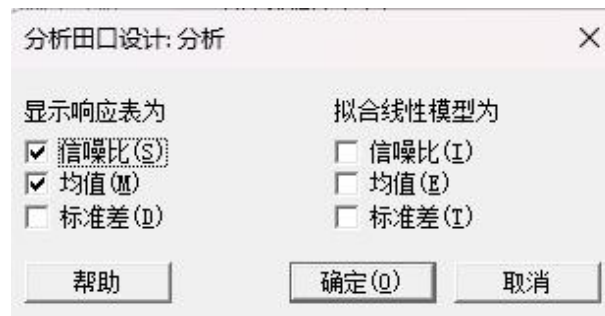 分析田口设计: 分析
显示响应表为
拟合线性模型为
信噪比(S)
信噪比(I)
均值(M)
均值(E)
标准差(D)
标准差(T)
帮助
确定(O)
取消